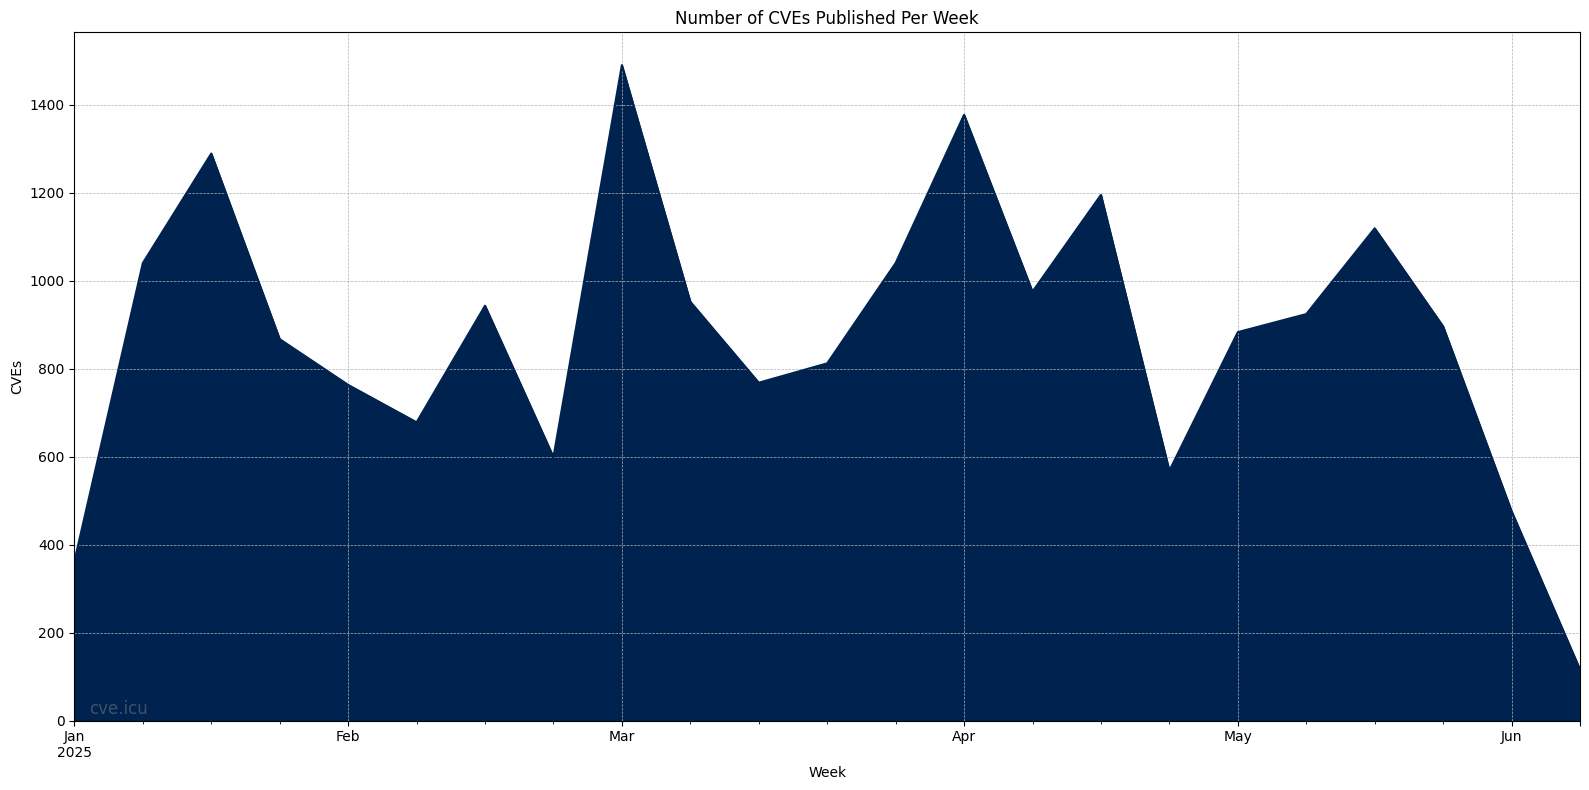 Number of CVEs Published Per Week
1400
1200
1000
800
600
400
200
0
CVEs
cve.icu
Jan Feb Mar Apr May Jun
2025
Week